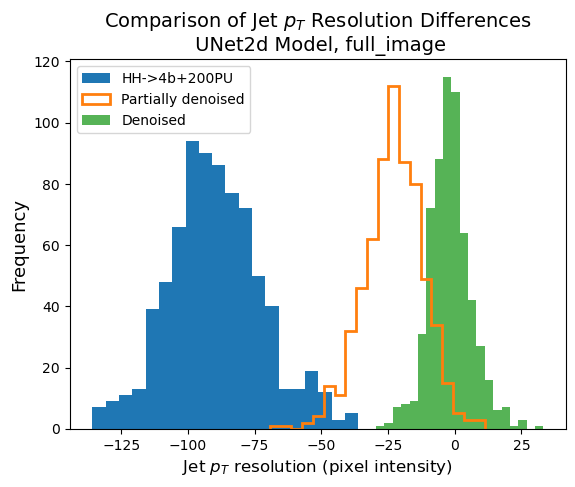 Comparison of Jet $p_T$ Resolution Differences
UNet2d Model, full_image
HH->4b+200PU
Partially denoised
Denoised
Frequency
120
100
80
60
40
20
0
−125
−100
−75
−50
−25
0
25
Jet $p_T$ resolution (pixel intensity)